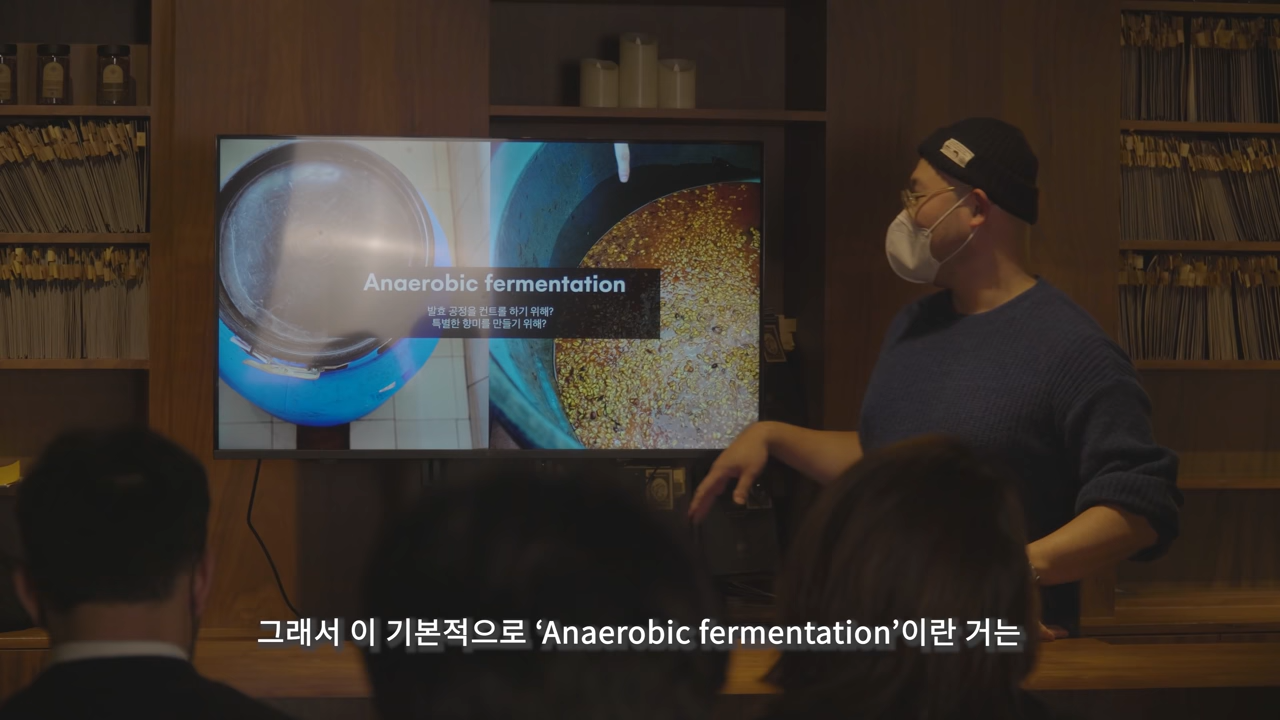 Anaerobic fermentation
발효 공정을 컨트롤 하기 위해?
특별한 향미를 만들기 위해?
그래서 이 기본적으로 ‘Anaerobic fermentation’이란 거는